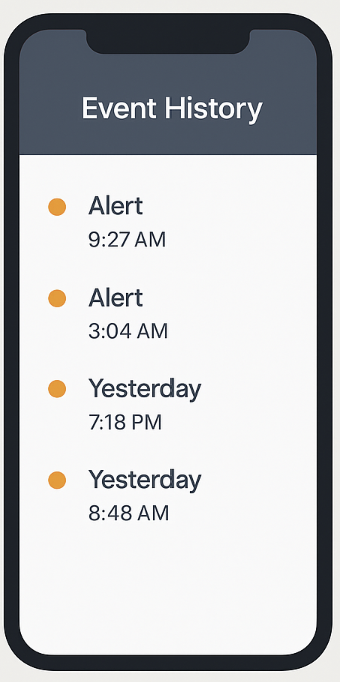 Event History
Alert
9:27 AM
Alert
3:04 AM
Yesterday
7:18 PM
Yesterday
8:48 AM